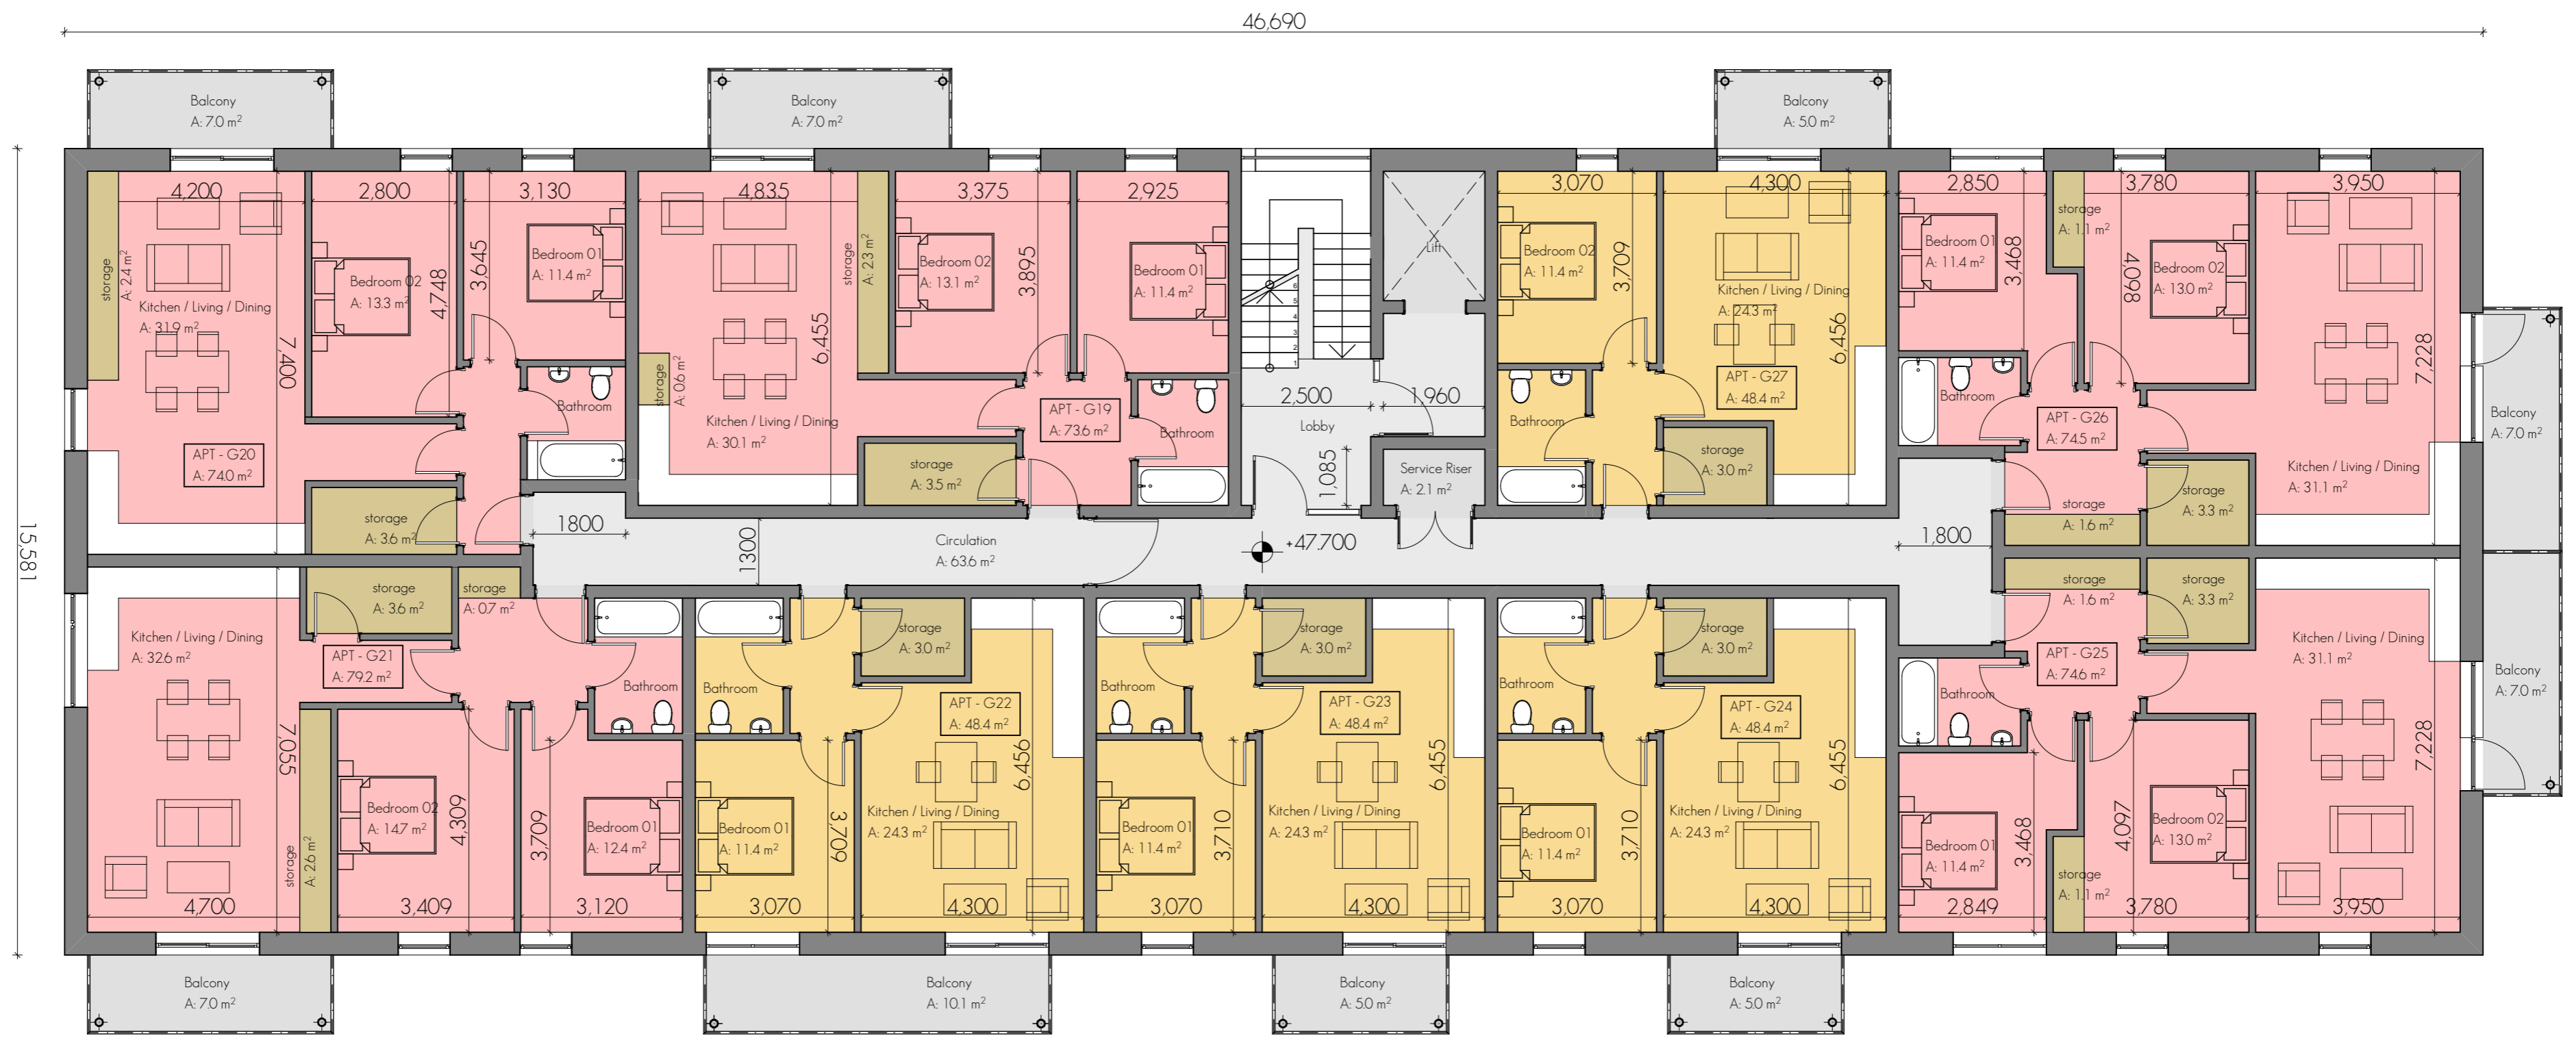 46,690
Balcony
A: 7.0 m²
Balcony
A: 7.0 m²
Balcony
A: 5.0 m²
15,581
4,200
storage
A: 2.4 m²
Kitchen / Living / Dining
A: 31.9 m²
7,400
APT - G20
A: 74.0 m²
2,800
Bedroom 02
A: 13.3 m²
4,748
3,130
3,645
Bedroom 01
A: 11.4 m²
Bathroom
storage
A: 3.6 m²
4,835
storage
A: 2.3 m²
storage
A: 0.6 m²
6,455
Kitchen / Living / Dining
A: 30.1 m²
3,375
Bedroom 02
A: 13.1 m²
3,895
2,925
Bedroom 01
A: 11.4 m²
APT - G19
A: 73.6 m²
Bathroom
storage
A: 3.5 m²
6
5
4
3
2
1
2,500
Lobby
1,085
Lift
1,960
Service Riser
A: 2.1 m²
3,070
Bedroom 02
A: 11.4 m²
3,709
Bathroom
4,300
Kitchen / Living / Dining
A: 24.3 m²
6,456
APT - G27
A: 48.4 m²
storage
A: 3.0 m²
2,850
Bedroom 01
A: 11.4 m²
3,468
storage
A: 1.1 m²
3,780
4,098
Bedroom 02
A: 13.0 m²
Bathroom
APT - G26
A: 74.5 m²
storage
A: 1.6 m²
storage
A: 3.3 m²
3,950
7,228
Kitchen / Living / Dining
A: 31.1 m²
Balcony
A: 7.0 m²
1800
1300
Circulation
A: 63.6 m²
+47.700
1,800
Kitchen / Living / Dining
A: 32.6 m²
storage
A: 3.6 m²
storage
A: 0.7 m²
APT - G21
A: 79.2 m²
7,055
storage
A: 2.6 m²
4,700
Bedroom 02
A: 14.7 m²
4,309
3,409
Bathroom
3,709
Bedroom 01
A: 12.4 m²
3,120
Bathroom
storage
A: 3.0 m²
APT - G22
A: 48.4 m²
Bedroom 01
A: 11.4 m²
3,709
3,070
6,456
Kitchen / Living / Dining
A: 24.3 m²
4,300
Bathroom
storage
A: 3.0 m²
APT - G23
A: 48.4 m²
Bedroom 01
A: 11.4 m²
3,710
3,070
6,455
Kitchen / Living / Dining
A: 24.3 m²
4,300
Bathroom
storage
A: 3.0 m²
APT - G24
A: 48.4 m²
Bedroom 01
A: 11.4 m²
3,710
3,070
6,455
Kitchen / Living / Dining
A: 24.3 m²
4,300
storage
A: 1.6 m²
storage
A: 3.3 m²
APT - G25
A: 74.6 m²
Bathroom
Bedroom 01
A: 11.4 m²
3,468
2,849
storage
A: 1.1 m²
4,097
Bedroom 02
A: 13.0 m²
3,780
Kitchen / Living / Dining
A: 31.1 m²
7,228
3,950
Balcony
A: 7.0 m²
Balcony
A: 7.0 m²
Balcony
A: 10.1 m²
Balcony
A: 5.0 m²
Balcony
A: 5.0 m²